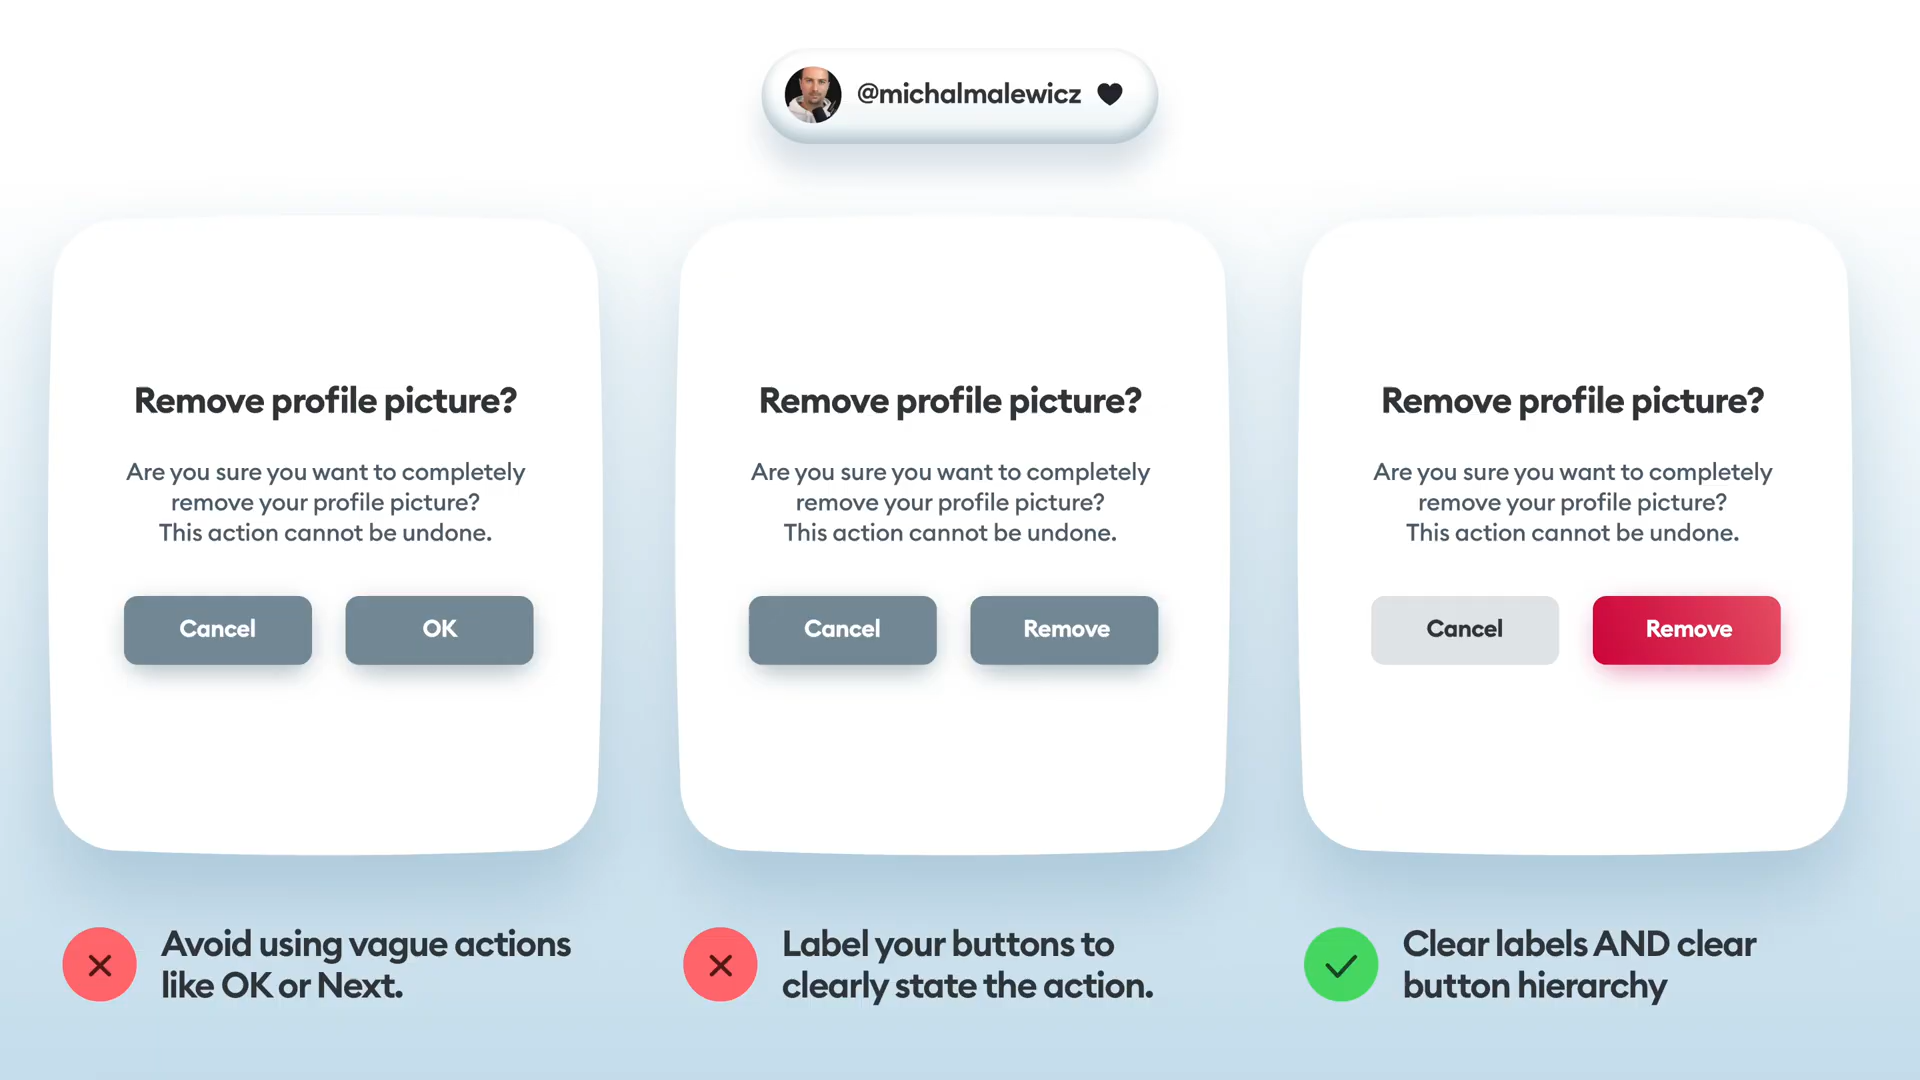 @michalmalewicz
Remove profile picture?
Are you sure you want to completely
remove your profile picture?
This action cannot be undone.
Cancel
OK
Avoid using vague actions
like OK or Next.
Remove profile picture?
Are you sure you want to completely
remove your profile picture?
This action cannot be undone.
Cancel
Remove
Label your buttons to
clearly state the action.
Remove profile picture?
Are you sure you want to completely
remove your profile picture?
This action cannot be undone.
Cancel
Remove
Clear labels AND clear
button hierarchy